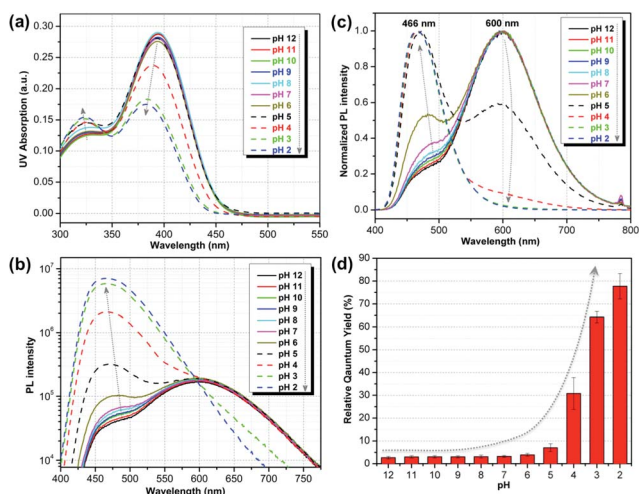 (a)
0.30
0.25
0.20
0.15
0.10
0.05
0.00
UV Absorption (a.u.)
300 350 400 450 500 550
Wavelength (nm)
pH 12
pH 11
pH 10
pH 9
pH 8
pH 7
pH 6
pH 5
pH 4
pH 3
pH 2
(c)
466 nm
600 nm
1.0
0.8
0.6
0.4
0.2
0.0
Normalized PL intensity
400 500 600 700 800
Wavelength (nm)
pH 12
pH 11
pH 10
pH 9
pH 8
pH 7
pH 6
pH 5
pH 4
pH 3
pH 2
(b)
10^7
10^6
10^5
10^4
PL intensity
400 450 500 550 600 650 700 750
Wavelength (nm)
pH 12
pH 11
pH 10
pH 9
pH 8
pH 7
pH 6
pH 5
pH 4
pH 3
pH 2
(d)
90
80
70
60
50
40
30
20
10
0
Relative Qauntum Yield (%)
12 11 10 9 8 7 6 5 4 3 2
pH